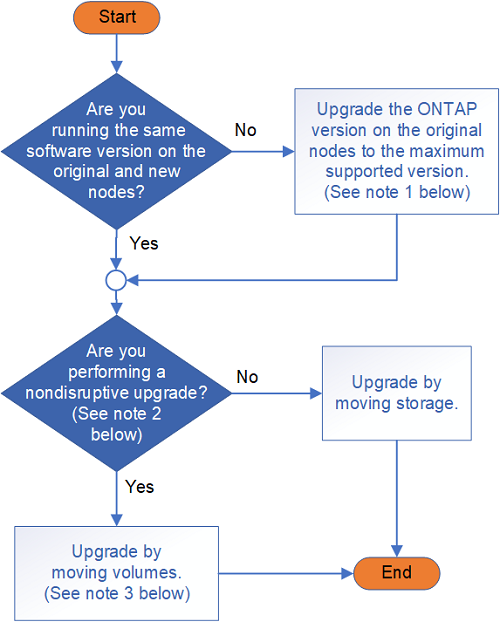 Start
Are you
running the same
software version on the
original and new
nodes?
No
Upgrade the ONTAP
version on the original
nodes to the maximum
supported version.
(See note 1 below)
Yes
Are you
performing a
nondisruptive upgrade?
(See note 2
below)
No
Upgrade by
moving storage.
Yes
Upgrade by
moving volumes.
(See note 3 below)
End